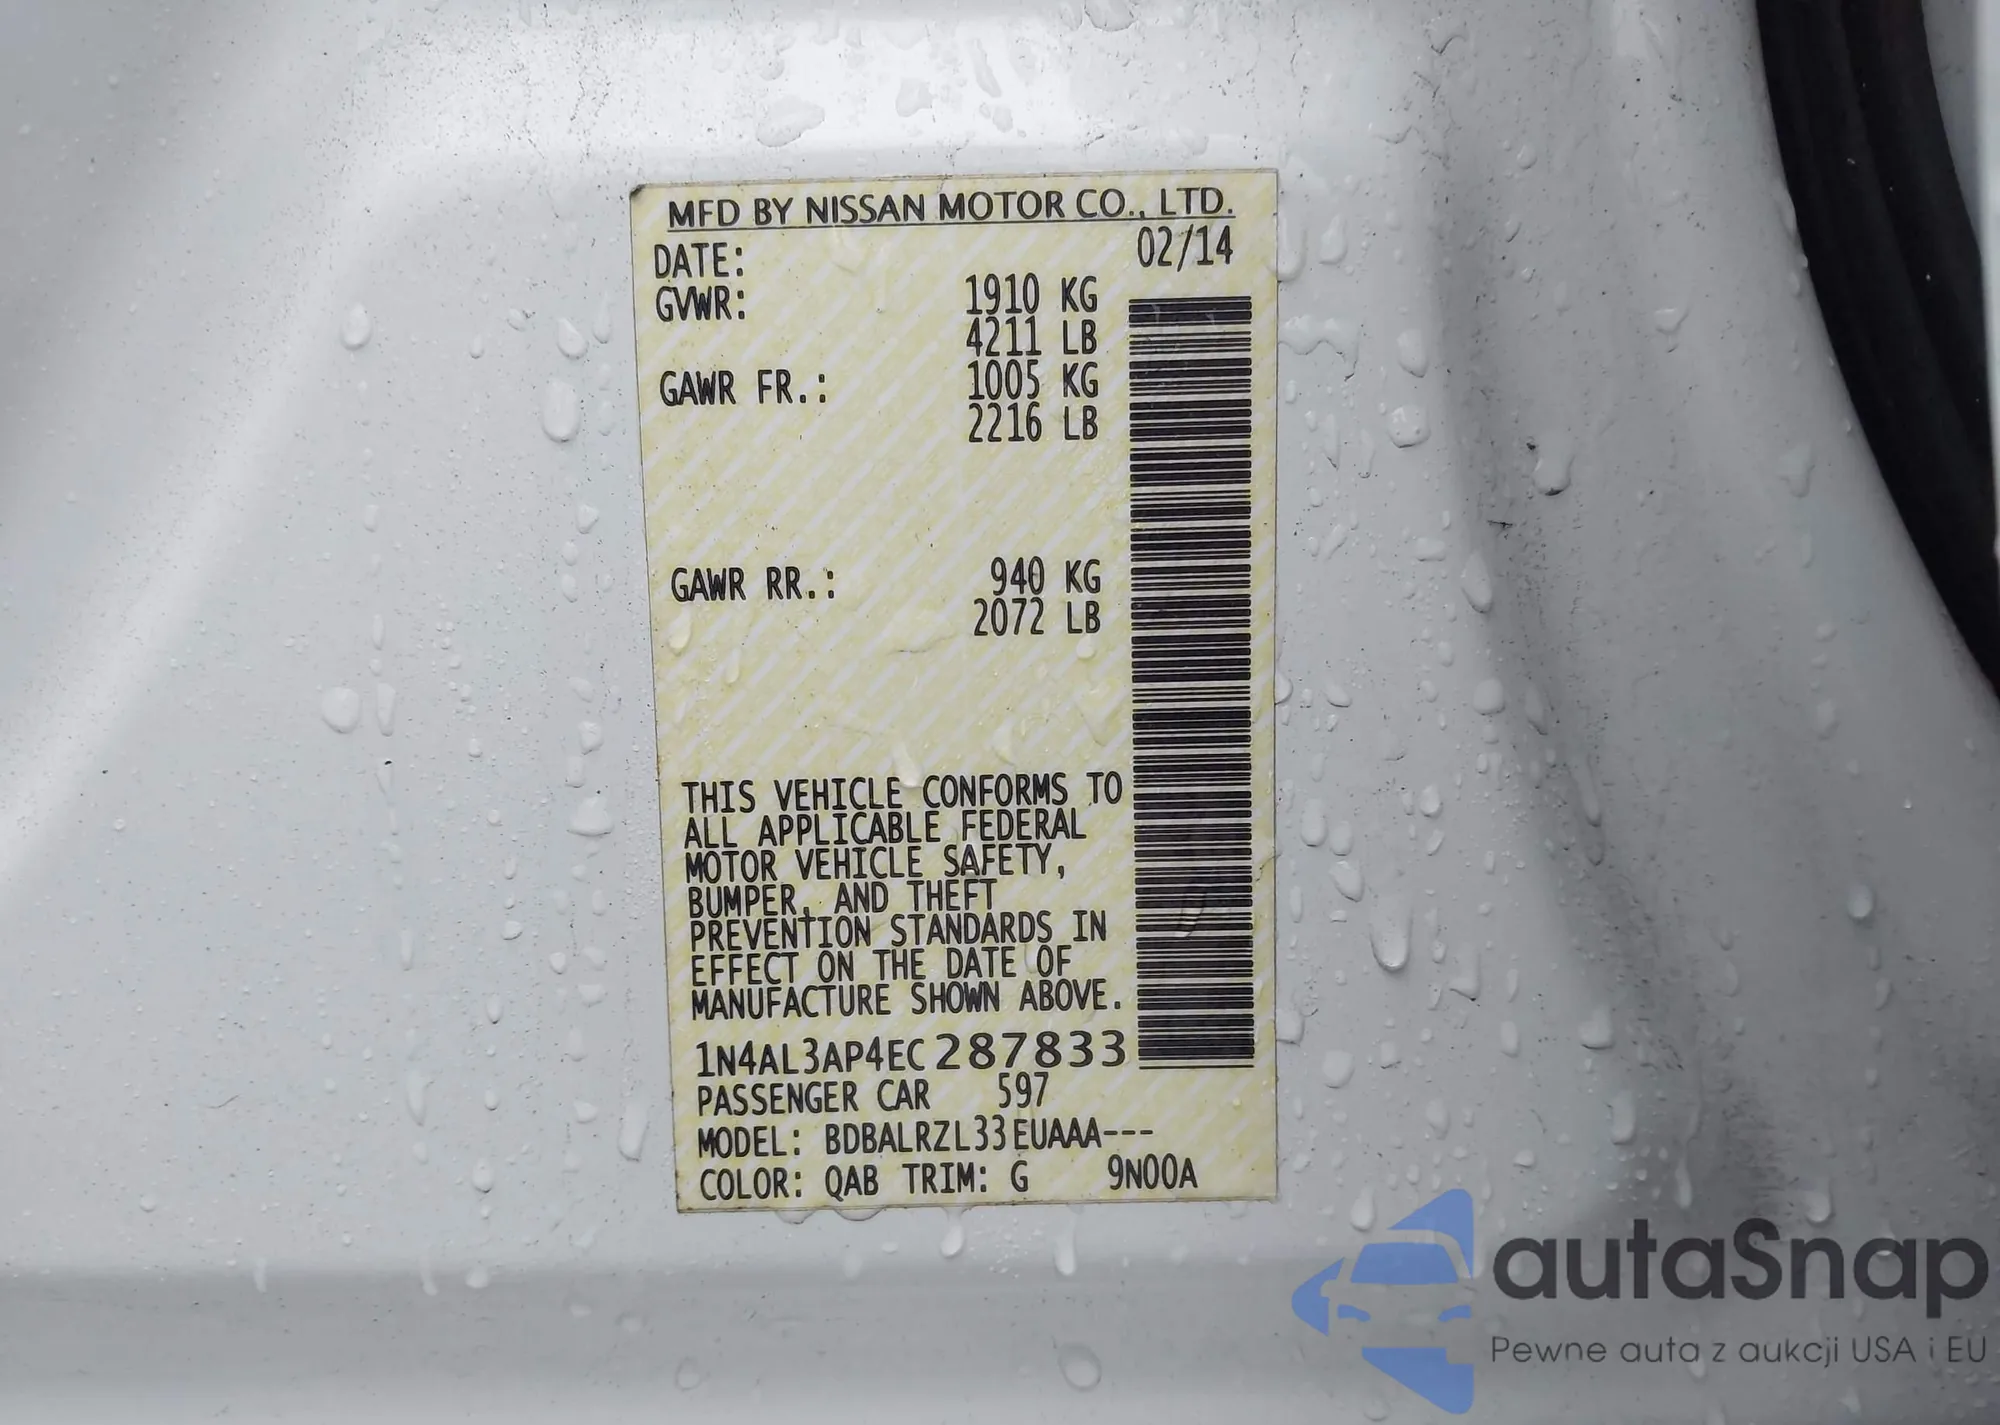 MFD BY NISSAN MOTOR CO., LTD.
DATE: 02/14
GVWR: 1910 KG
4211 LB
GAWR FR.: 1005 KG
2216 LB
GAWR RR.: 940 KG
2072 LB
THIS VEHICLE CONFORMS TO
ALL APPLICABLE FEDERAL
MOTOR VEHICLE SAFETY,
BUMPER, AND THEFT
PREVENTION STANDARDS IN
EFFECT ON THE DATE OF
MANUFACTURE SHOWN ABOVE.
1N4AL3AP4EC287833
PASSENGER CAR 597
MODEL: BDBALRZL33EUAAA---
COLOR: QAB TRIM: G 9N00A
autaSnap
Pewne auta z aukcji USA i EU